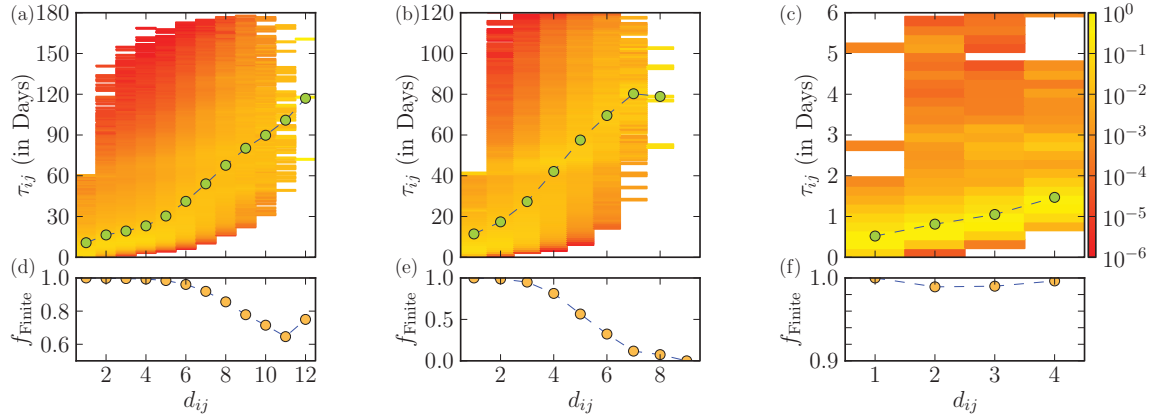 (a)
τij (in Days)
180
150
120
90
60
30
0
(b)
τij (in Days)
120
100
80
60
40
20
0
(c)
τij (in Days)
6
5
4
3
2
1
0
10^0
10^-1
10^-2
10^-3
10^-4
10^-5
10^-6
(d)
fFinite
1.0
0.8
0.6
2 4 6 8 10 12
dij
(e)
fFinite
1.0
0.5
0.0
2 4 6 8
dij
(f)
fFinite
1.0
0.9
1 2 3 4
dij